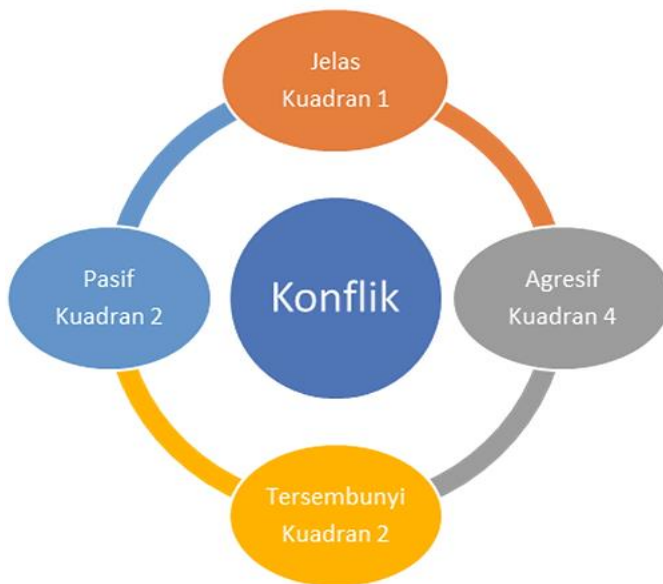 Jelas
Kuadran 1
Pasif
Kuadran 2
Konflik
Agresif
Kuadran 4
Tersembunyi
Kuadran 2